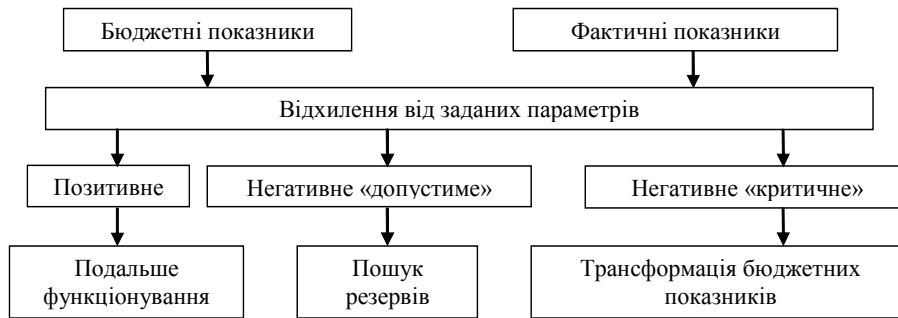 Бюджетні показники
Фактичні показники
Відхилення від заданих параметрів
Позитивне
Негативне «допустиме»
Негативне «критичне»
Подальше
функціонування
Пошук
резервів
Трансформація бюджетних
показників